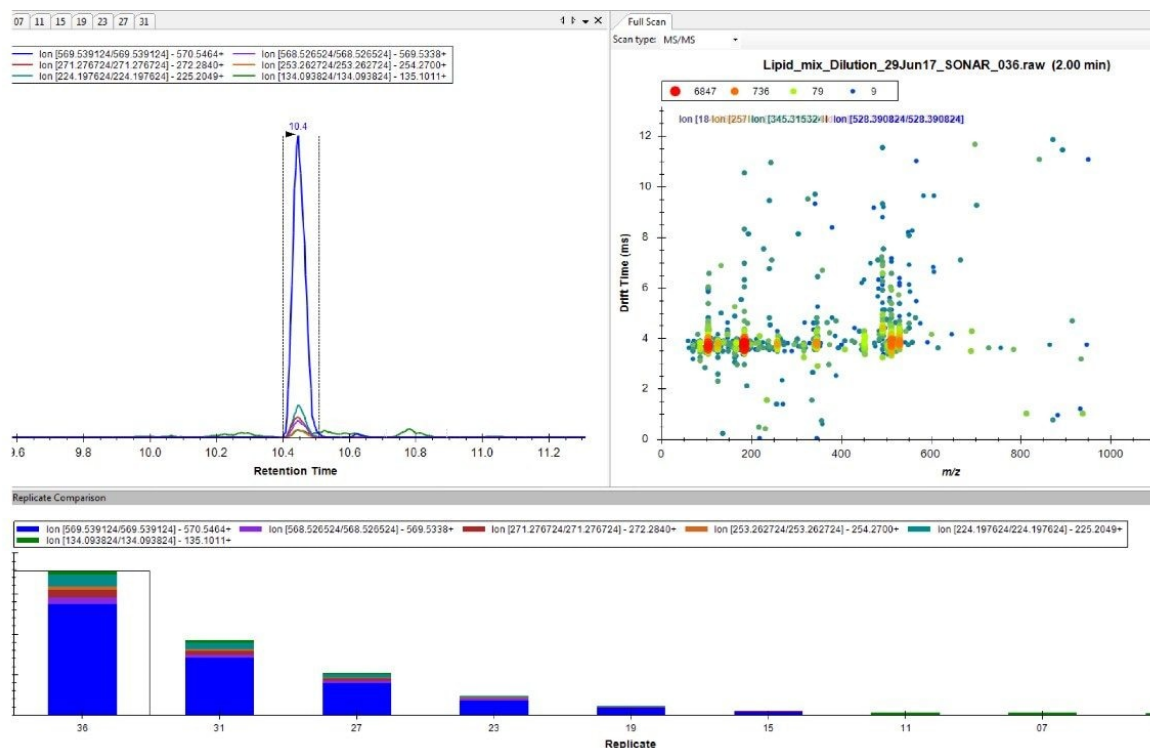 07 11 15 19 23 27 31
Ion [569.539124/569.539124] - 570.5464+ Ion [568.526524/568.526524] - 569.5338+
Ion [271.276724/271.276724] - 272.2840+ Ion [253.262724/253.262724] - 254.2700+
Ion [224.197624/224.197624] - 225.2049+ Ion [134.093824/134.093824] - 135.1011+
10.4
9.6 9.8 10.0 10.2 10.4 10.6 10.8 11.0 11.2
Retention Time
Full Scan
Scan type: MS/MS
Lipid_mix_Dilution_29Jun17_SONAR_036.raw (2.00 min)
6847 736 79 9
Ion [18 Ion [257 Ion [345.31532 Ion [528.390824/528.390824]
12
10
8
6
4
2
0
Drift Time (ms)
0 200 400 600 800 1000
m/z
Replicate Comparison
Ion [569.539124/569.539124] - 570.5464+ Ion [568.526524/568.526524] - 569.5338+ Ion [271.276724/271.276724] - 272.2840+ Ion [253.262724/253.262724] - 254.2700+ Ion [224.197624/224.197624] - 225.2049+
Ion [134.093824/134.093824] - 135.1011+
36 31 27 23 19 15 11 07
Replicate